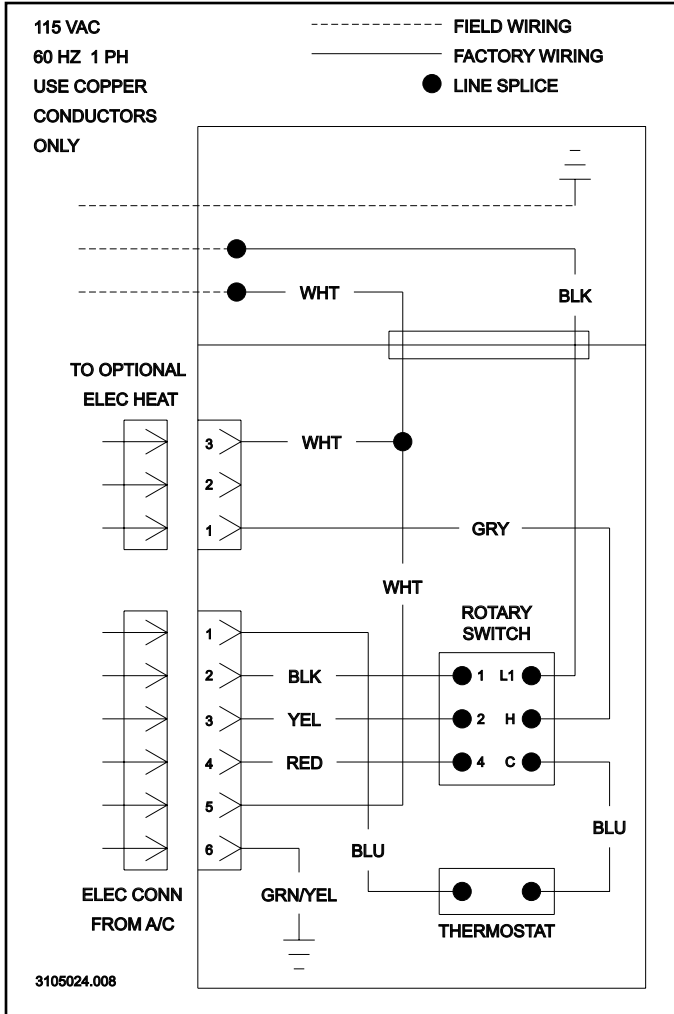 115 VAC
60 HZ 1 PH
USE COPPER
CONDUCTORS
ONLY
FIELD WIRING
FACTORY WIRING
LINE SPLICE
WHT
BLK
TO OPTIONAL
ELEC HEAT
3
WHT
2
1
GRY
WHT
ROTARY
SWITCH
1
2
BLK
1 L1
3
YEL
2 H
4
RED
4 C
5
BLU
6
BLU
ELEC CONN
FROM A/C
GRN/YEL
THERMOSTAT
3105024.008